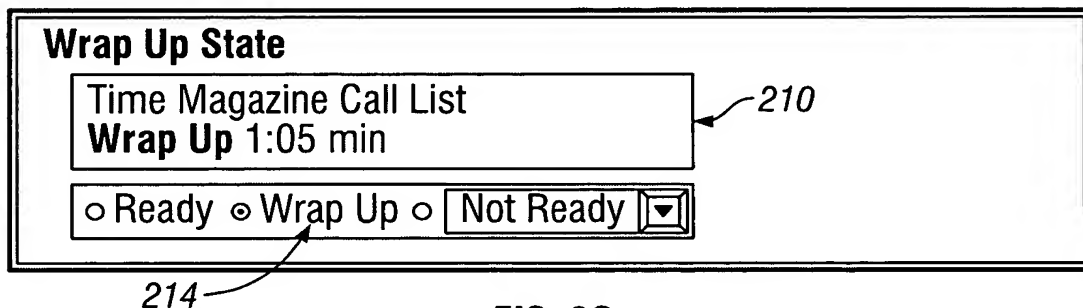 Wrap Up State
Time Magazine Call List
Wrap Up 1:05 min
210
Ready Wrap Up Not Ready
214
FIG.